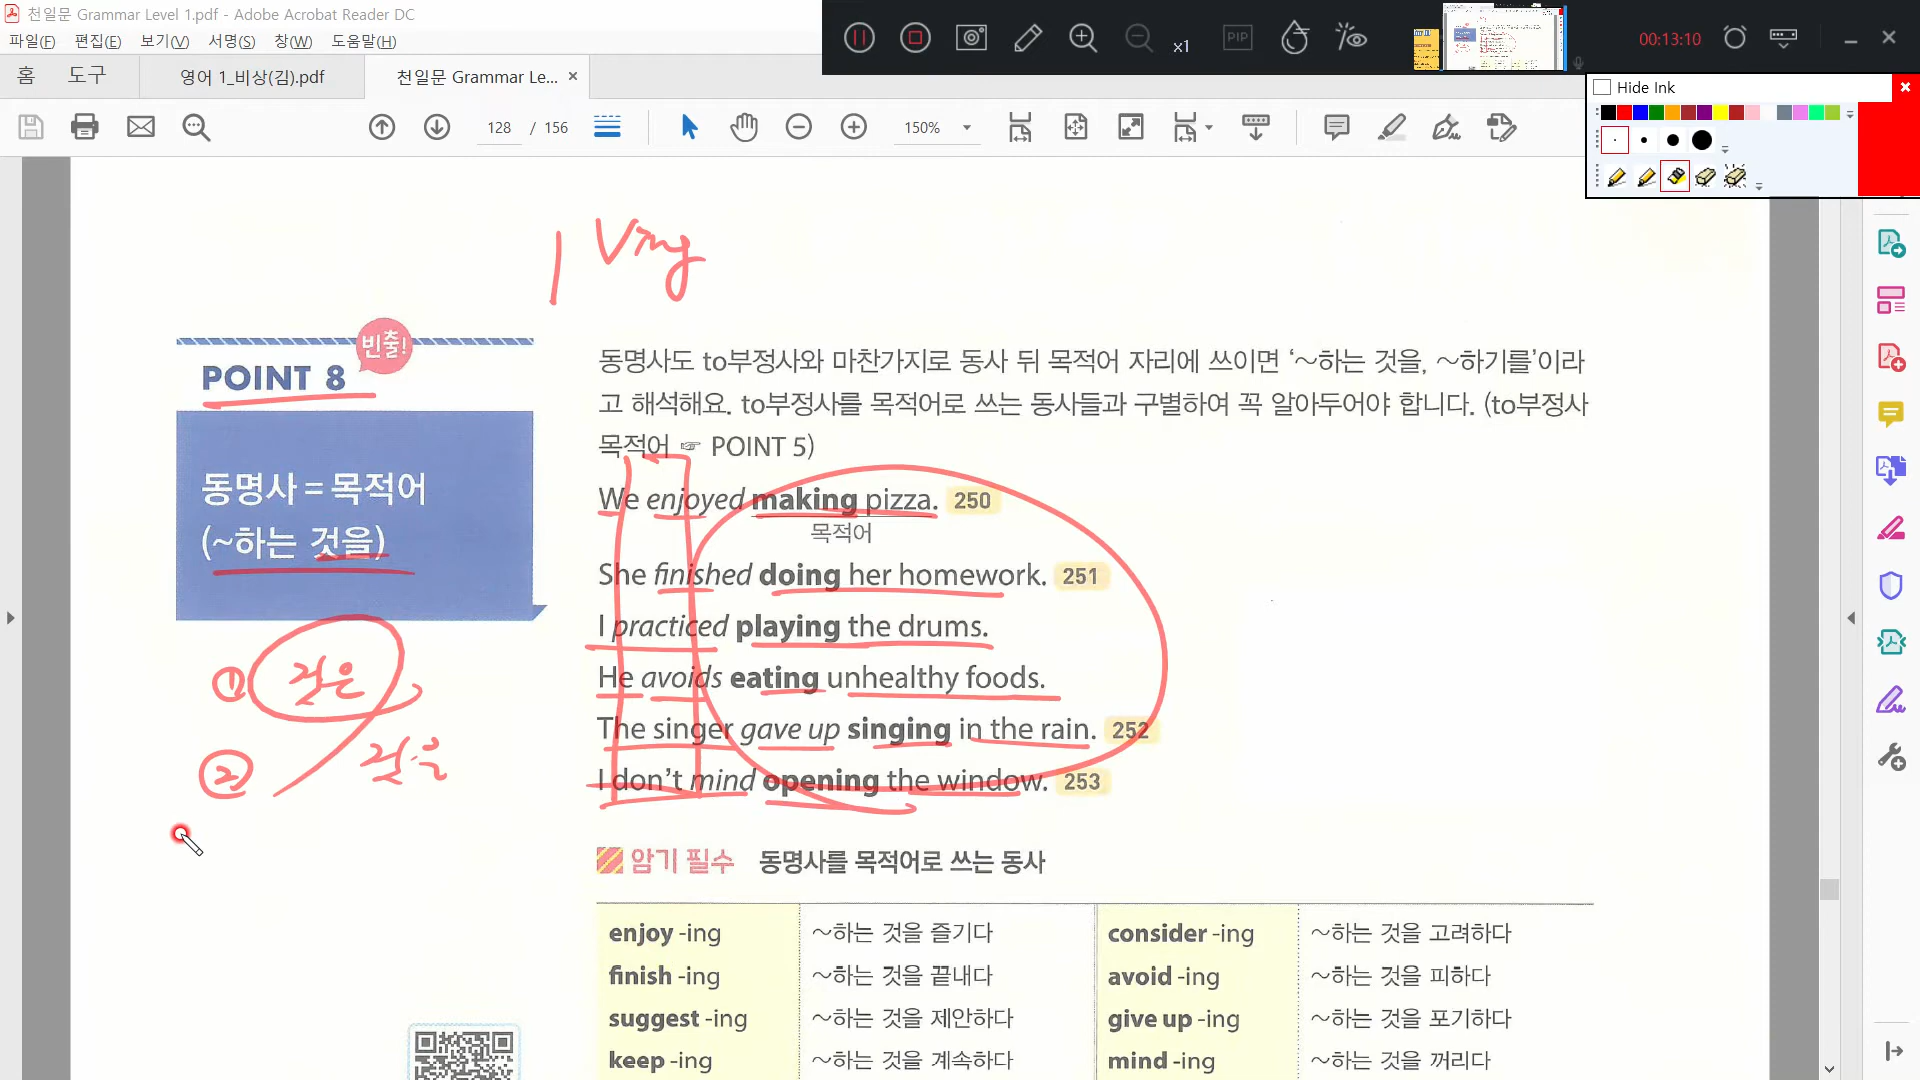 천일문 Grammar Level 1.pdf - Adobe Acrobat Reader DC
파일(F) 편집(E) 보기(V) 서명(S) 창(W) 도움말(H)
x1
PIP
00:13:10
홈 도구 영어 1_비상(김).pdf 천일문 Grammar Le... ×
Hide Ink
128 / 156
150%
Ving
빈출!
POINT 8
동명사 = 목적어
(~하는 것을)
① 것은
② 것을
동명사도 to부정사와 마찬가지로 동사 뒤 목적어 자리에 쓰이면 ‘~하는 것을, ~하기를’이라
고 해석해요. to부정사를 목적어로 쓰는 동사들과 구별하여 꼭 알아두어야 합니다. (to부정사
목적어 ☞ POINT 5)
We enjoyed making pizza. 250
목적어
She finished doing her homework. 251
I practiced playing the drums.
He avoids eating unhealthy foods.
The singer gave up singing in the rain. 252
I don’t mind opening the window. 253
암기 필수 동명사를 목적어로 쓰는 동사
enjoy -ing ~하는 것을 즐기다 consider -ing ~하는 것을 고려하다
finish -ing ~하는 것을 끝내다 avoid -ing ~하는 것을 피하다
suggest -ing ~하는 것을 제안하다 give up -ing ~하는 것을 포기하다
keep -ing ~하는 것을 계속하다 mind -ing ~하는 것을 꺼리다